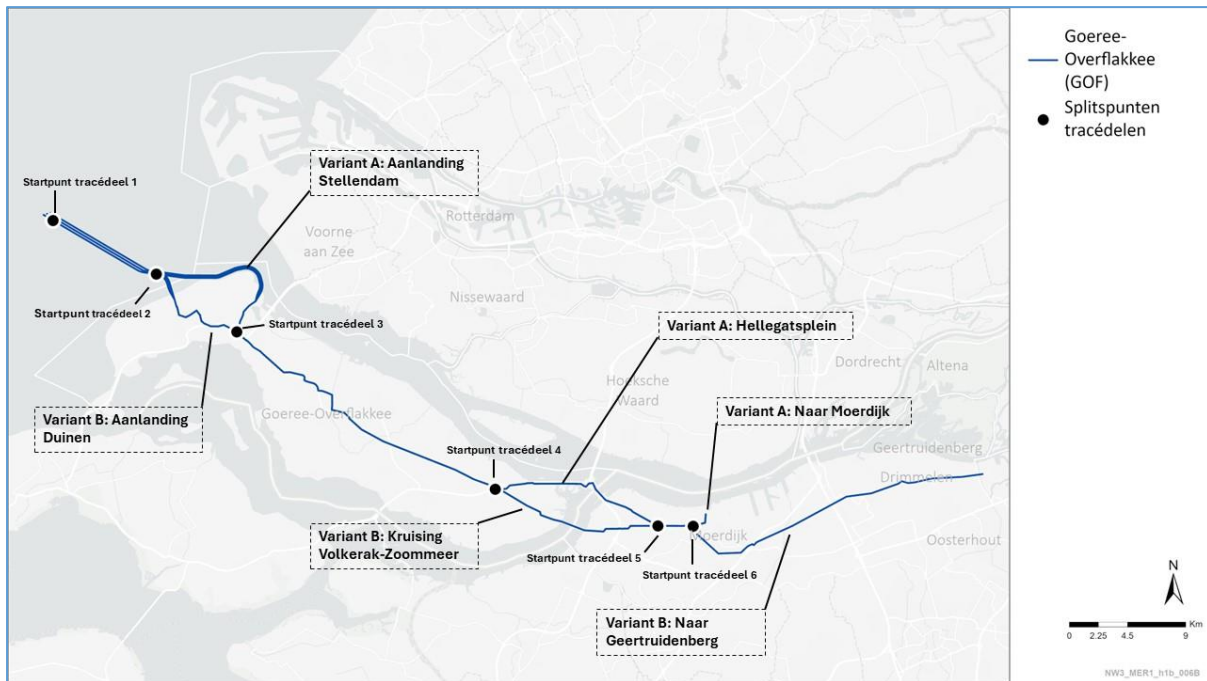 Goeree-
Overflakkee
(GOF)
Splitspunten
tracédelen
Variant A: Aanlanding
Stellendam
Startpunt tracédeel 1
Rotterdam
Voorne
aan Zee
Startpunt tracédeel 2
Nissewaard
Startpunt tracédeel 3
Variant A: Hellegatsplein
Dordrecht
Altena
Hoeksche
Waard
Variant B: Aanlanding
Duinen
Goeree-Overflakkee
Variant A: Naar Moerdijk
Startpunt tracédeel 4
Geertruidenberg
Drimmelen
Variant B: Kruising
Volkerak-Zoommeer
Moerdijk
Oosterhout
Startpunt tracédeel 5
Startpunt tracédeel 6
Variant B: Naar
Geertruidenberg
N
Km
0 2.25 4.5 9
NW3_MER1_h1b_006B